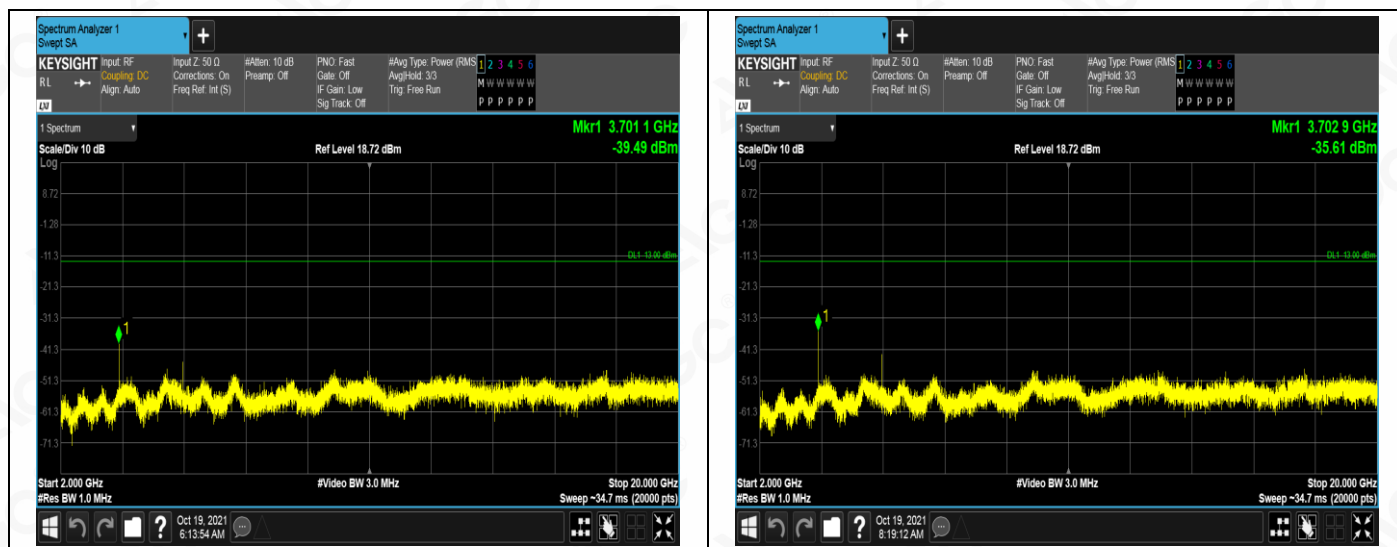 Spectrum Analyzer 1
Swept SA
+
KEYSIGHT Input: RF Input Z: 50 Ω #Atten: 10 dB PNO: Fast #Avg Type: Power (RMS 1 2 3 4 5 6
RL Coupling: DC Corrections: On Preamp: Off Gate: Off Avg|Hold: 3/3 M W W W W W
Align: Auto Freq Ref: Int (S) IF Gain: Low Trig: Free Run
Sig Track: Off P P P P P P
LXI
1 Spectrum
Mkr1 3.701 1 GHz
Scale/Div 10 dB Ref Level 18.72 dBm -39.49 dBm
Log
8.72
-1.28
-11.3
DL1 -13.00 dBm
-21.3
-31.3
1
-41.3
-51.3
-61.3
-71.3
Start 2.000 GHz #Video BW 3.0 MHz Stop 20.000 GHz
#Res BW 1.0 MHz Sweep ~34.7 ms (20000 pts)
? Oct 19, 2021
6:13:54 AM
Spectrum Analyzer 1
Swept SA
+
KEYSIGHT Input: RF Input Z: 50 Ω #Atten: 10 dB PNO: Fast #Avg Type: Power (RMS 1 2 3 4 5 6
RL Coupling: DC Corrections: On Preamp: Off Gate: Off Avg|Hold: 3/3 M W W W W W
Align: Auto Freq Ref: Int (S) IF Gain: Low Trig: Free Run
Sig Track: Off P P P P P P
LXI
1 Spectrum
Mkr1 3.702 9 GHz
Scale/Div 10 dB Ref Level 18.72 dBm -35.61 dBm
Log
8.72
-1.28
-11.3
DL1 -13.00 dBm
-21.3
-31.3
1
-41.3
-51.3
-61.3
-71.3
Start 2.000 GHz #Video BW 3.0 MHz Stop 20.000 GHz
#Res BW 1.0 MHz Sweep ~34.7 ms (20000 pts)
? Oct 19, 2021
8:19:12 AM